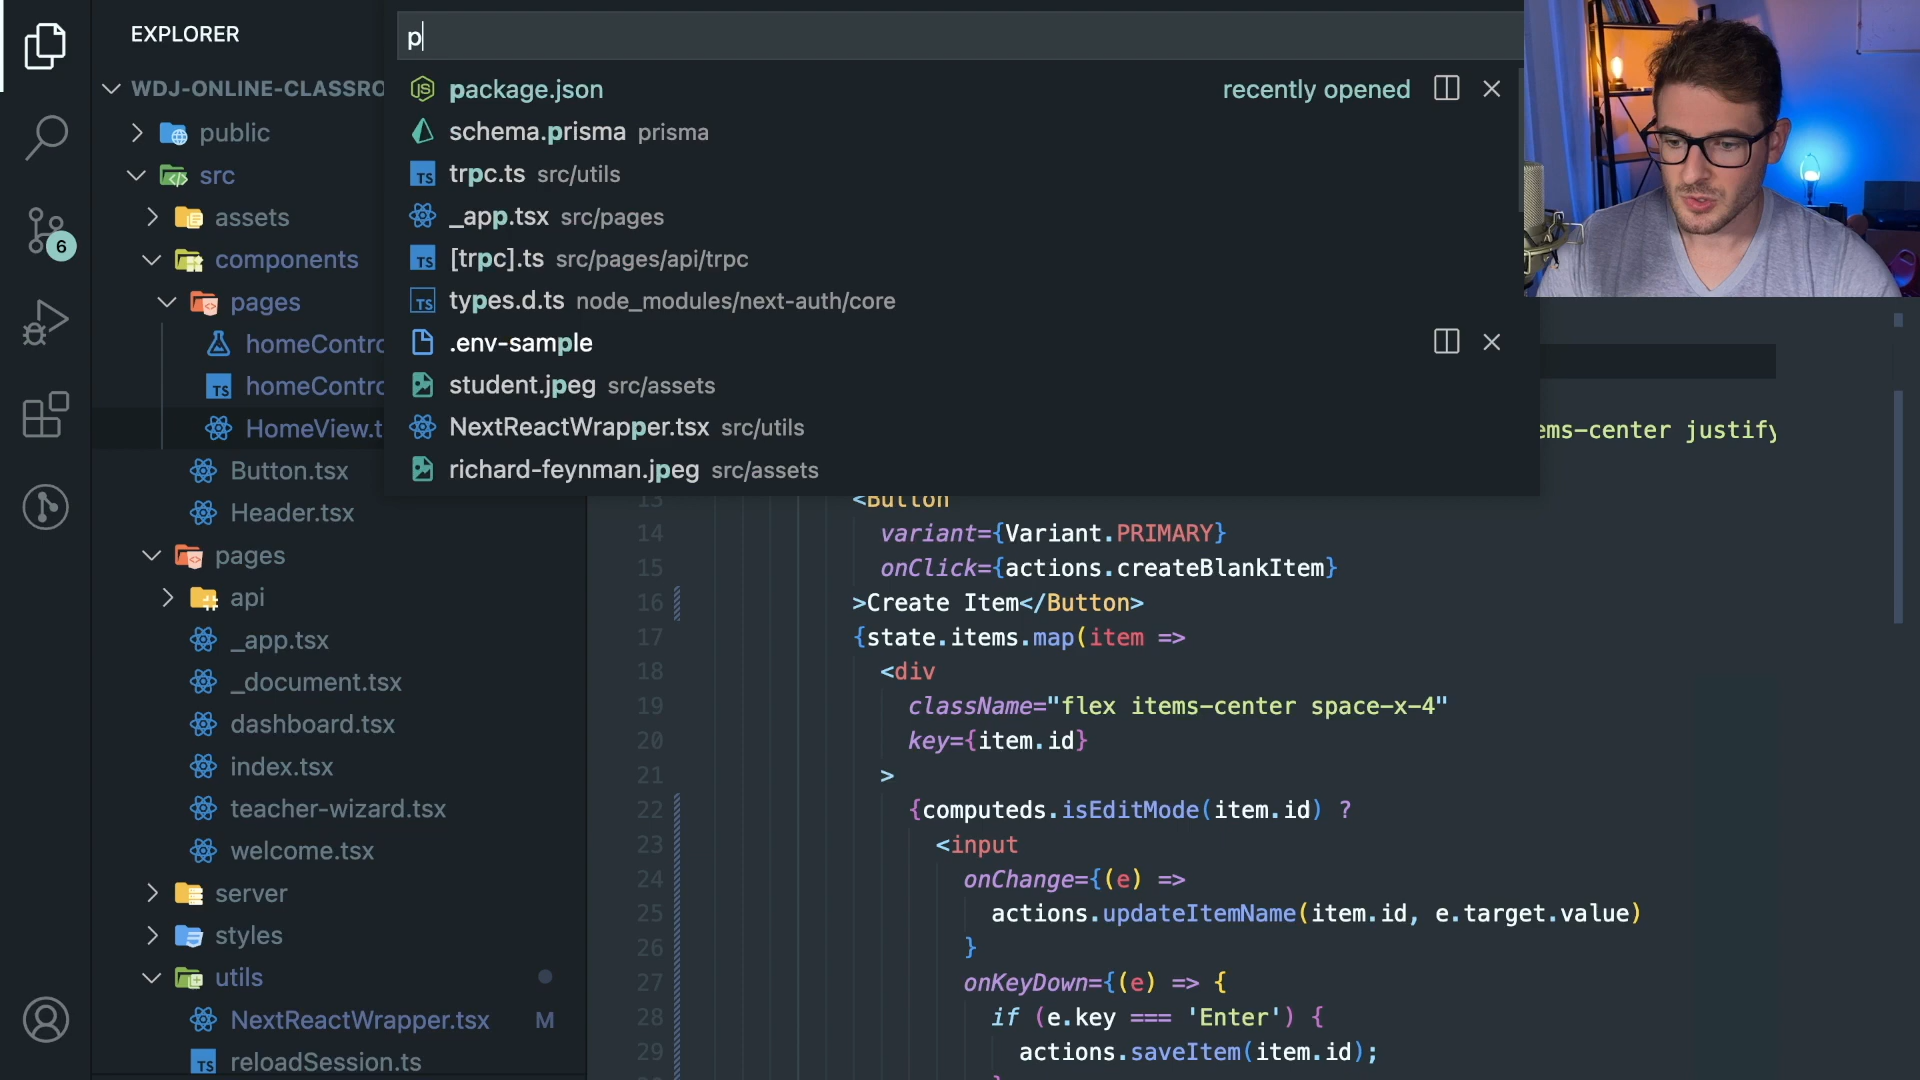 EXPLORER
WDJ-ONLINE-CLASSRO
public
src
assets
components
pages
homeContro
homeContro
HomeView.t
Button.tsx
Header.tsx
pages
api
_app.tsx
_document.tsx
dashboard.tsx
index.tsx
teacher-wizard.tsx
welcome.tsx
server
styles
utils
NextReactWrapper.tsx M
reloadSession.ts
6
p
package.json recently opened
schema.prisma prisma
trpc.ts src/utils
_app.tsx src/pages
[trpc].ts src/pages/api/trpc
types.d.ts node_modules/next-auth/core
.env-sample
student.jpeg src/assets
NextReactWrapper.tsx src/utils
richard-feynman.jpeg src/assets
ems-center justify
13 <Button
14 variant={Variant.PRIMARY}
15 onClick={actions.createBlankItem}
16 >Create Item</Button>
17 {state.items.map(item =>
18 <div
19 className="flex items-center space-x-4"
20 key={item.id}
21 >
22 {computeds.isEditMode(item.id) ?
23 <input
24 onChange={(e) =>
25 actions.updateItemName(item.id, e.target.value)
26 }
27 onKeyDown={(e) => {
28 if (e.key === 'Enter') {
29 actions.saveItem(item.id);
}